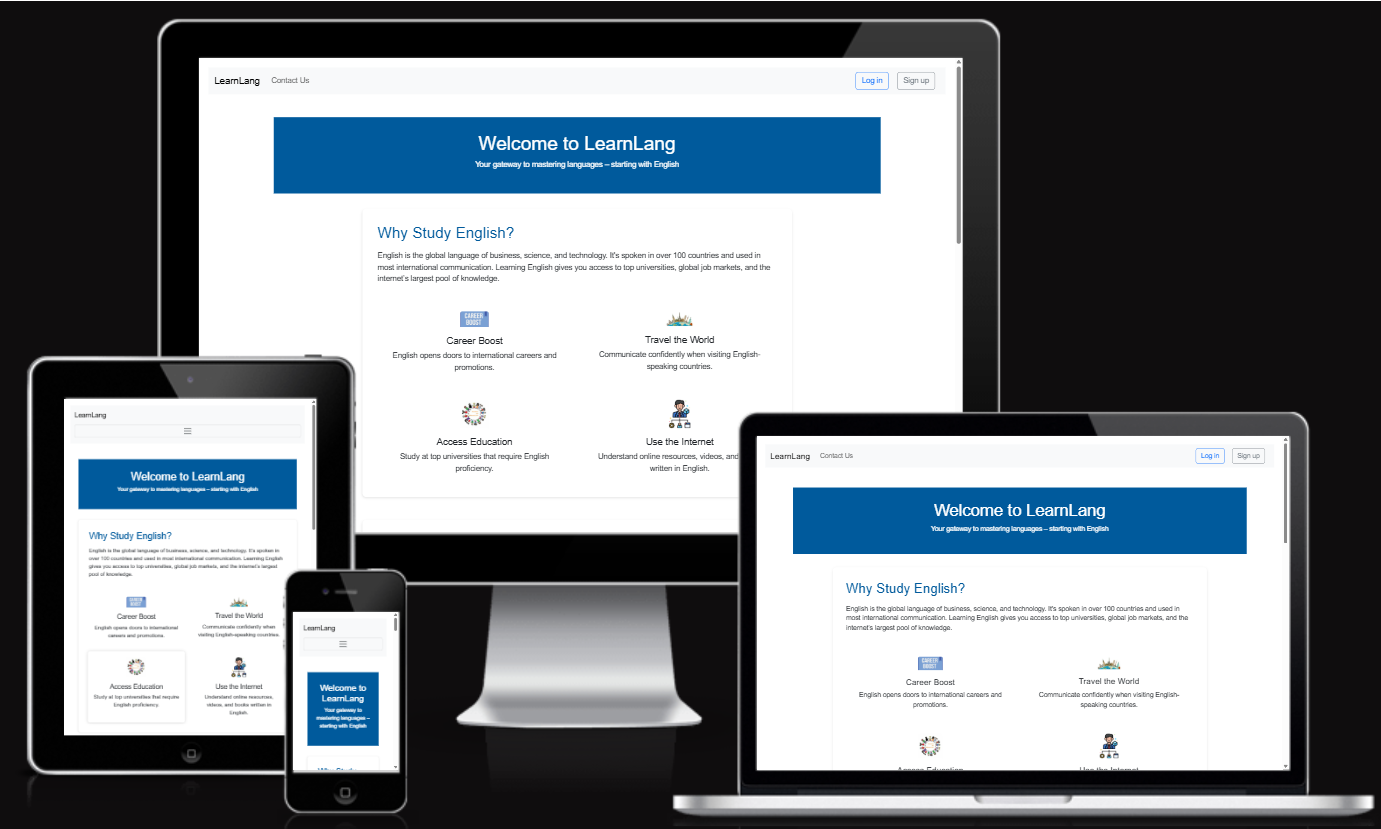 LearnLang Contact Us Log in Sign up
Welcome to LearnLang
Your gateway to mastering languages – starting with English
Why Study English?
English is the global language of business, science, and technology. It's spoken in over 100 countries and used in
most international communication. Learning English gives you access to top universities, global job markets, and the
internet's largest pool of knowledge.
CAREER
BOOST
Career Boost
English opens doors to international careers and
promotions.
Travel the World
Communicate confidently when visiting English-
speaking countries.
Access Education
Study at top universities that require English
proficiency.
Use the Internet
Understand online resources, videos, and
written in English.
LearnLang
Welcome to LearnLang
Your gateway to mastering languages – starting with English
Why Study English?
English is the global language of business, science, and technology. It's spoken in
over 100 countries and used in most international communication. Learning English
gives you access to top universities, global job markets, and the internet's largest
pool of knowledge.
CAREER
BOOST
Career Boost
English opens doors to international
careers and promotions.
Travel the World
Communicate confidently when
visiting English-speaking countries.
Access Education
Study at top universities that require
English proficiency.
Use the Internet
Understand online resources,
videos, and books written in
English.
LearnLang
Welcome to
LearnLang
Your gateway to
mastering languages –
starting with English
Why Study
LearnLang Contact Us Log in Sign up
Welcome to LearnLang
Your gateway to mastering languages – starting with English
Why Study English?
English is the global language of business, science, and technology. It's spoken in over 100 countries and used in
most international communication. Learning English gives you access to top universities, global job markets, and the
internet's largest pool of knowledge.
CAREER
BOOST
Career Boost
English opens doors to international careers and
promotions.
Travel the World
Communicate confidently when visiting English-
speaking countries.
Access Education
Use the Internet